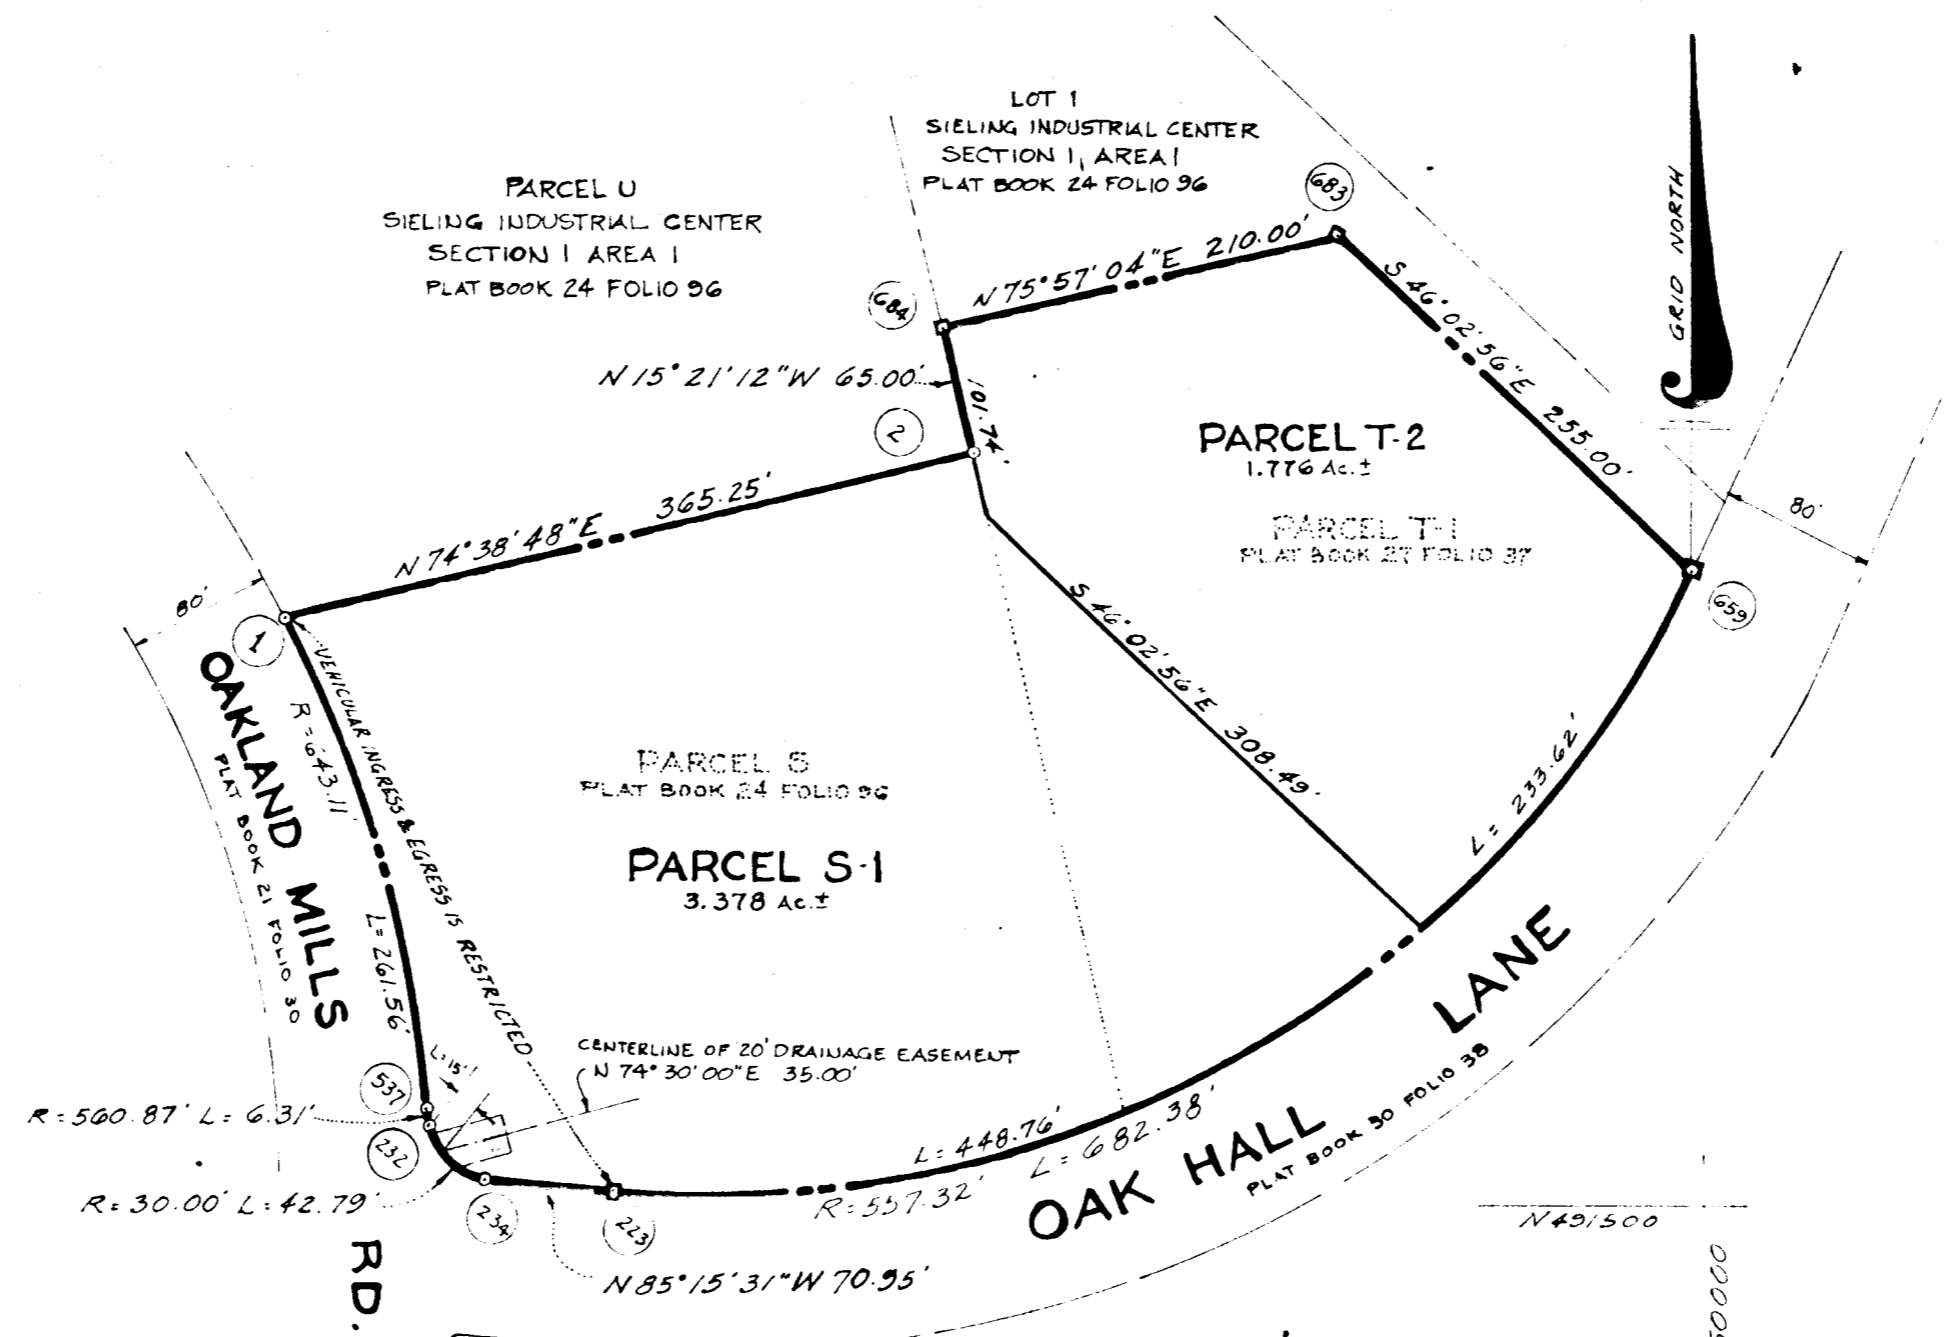 LOT 1
SIELING INDUSTRIAL CENTER
SECTION 1, AREA 1
PLAT BOOK 24 FOLIO 96
PARCEL U
SIELING INDUSTRIAL CENTER
SECTION 1 AREA 1
PLAT BOOK 24 FOLIO 96
683
GRID NORTH
684
N 75° 57' 04" E 210.00'
S 46° 02' 56" E 255.00'
N 15° 21' 12" W 65.00'
101.74'
2
PARCEL T-2
1.776 Ac.±
PARCEL T-1
PLAT BOOK 27 FOLIO 37
80'
659
N 74° 38' 48" E 365.25'
80'
1
OAKLAND MILLS
PLAT BOOK 21 FOLIO 30
R = 643.11
L = 261.56'
VEHICULAR INGRESS & EGRESS IS RESTRICTED
S 46° 02' 56" E 308.49'
L = 233.62'
PARCEL S
PLAT BOOK 24 FOLIO 96
PARCEL S-1
3.378 Ac.±
CENTERLINE OF 20' DRAINAGE EASEMENT
N 74° 30' 00" E 35.00'
L=15'
537
R = 560.87' L = 6.31'
232
R = 30.00' L = 42.79'
234
223
L = 448.76'
L = 682.38'
R = 557.32'
OAK HALL LANE
PLAT BOOK 30 FOLIO 38
N 85° 15' 31" W 70.95'
RD.
N 491500